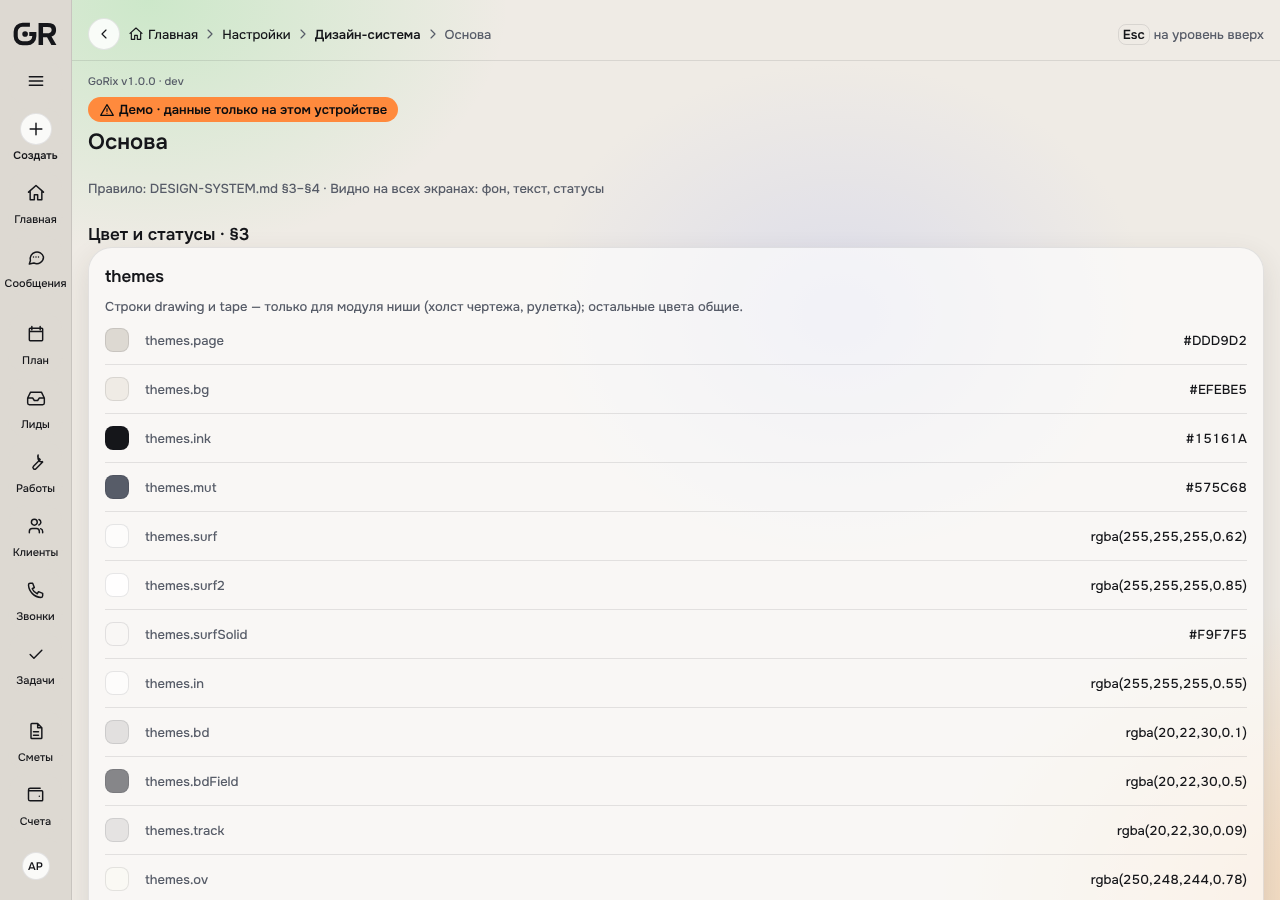 GR
Главная
Настройки
Дизайн-система
Основа
Esc на уровень вверх
Создать
Главная
Сообщения
План
Лиды
Работы
Клиенты
Звонки
Задачи
Сметы
Счета
AP
GoRix v1.0.0 · dev
Демо · данные только на этом устройстве
Основа
Правило: DESIGN-SYSTEM.md §3–§4 · Видно на всех экранах: фон, текст, статусы
Цвет и статусы · §3
themes
Строки drawing и tape — только для модуля ниши (холст чертежа, рулетка); остальные цвета общие.
themes.page #DDD9D2
themes.bg #EFEBE5
themes.ink #15161A
themes.mut #575C68
themes.surf rgba(255,255,255,0.62)
themes.surf2 rgba(255,255,255,0.85)
themes.surfSolid #F9F7F5
themes.in rgba(255,255,255,0.55)
themes.bd rgba(20,22,30,0.1)
themes.bdField rgba(20,22,30,0.5)
themes.track rgba(20,22,30,0.09)
themes.ov rgba(250,248,244,0.78)